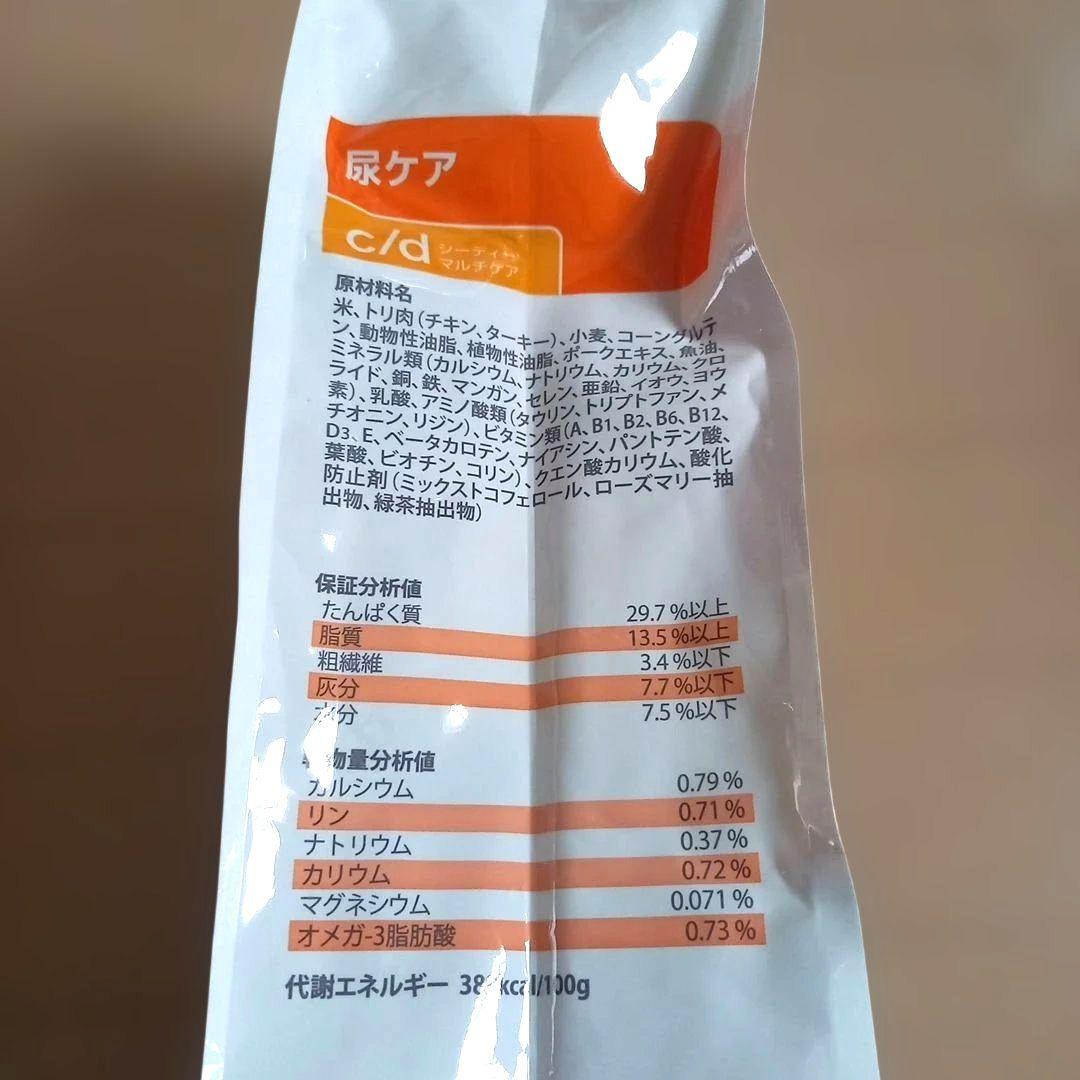 尿ケア
c/d
マルチケア
原材料名
米、トリ肉(チキン、ターキー)、小麦、コーングルテ
ン、動物性油脂、植物性油脂、ポークエキス、魚油、
ミネラル類(カルシウム、ナトリウム、カリウム、クロ
ライド、銅、鉄、マンガン、セレン、亜鉛、イオウ、ヨウ
素)、乳酸、アミノ酸類(タウリン、トリプトファン、メ
チオニン、リジン)、ビタミン類(A、B1、B2、B6、B12、
D3、E、ベータカロテン、ナイアシン、パントテン酸、
葉酸、ビオチン、コリン)、クエン酸カリウム、酸化
防止剤(ミックストコフェロール、ローズマリー抽
出物、緑茶抽出物)
保証分析値
たんぱく質 29.7%以上
脂質 13.5%以上
粗繊維 3.4%以下
灰分 7.7%以下
水分 7.5%以下
物量分析値
カルシウム 0.79%
リン 0.71%
ナトリウム 0.37%
カリウム 0.72%
マグネシウム 0.071%
オメガ-3脂肪酸 0.73%
代謝エネルギー kcal/100g